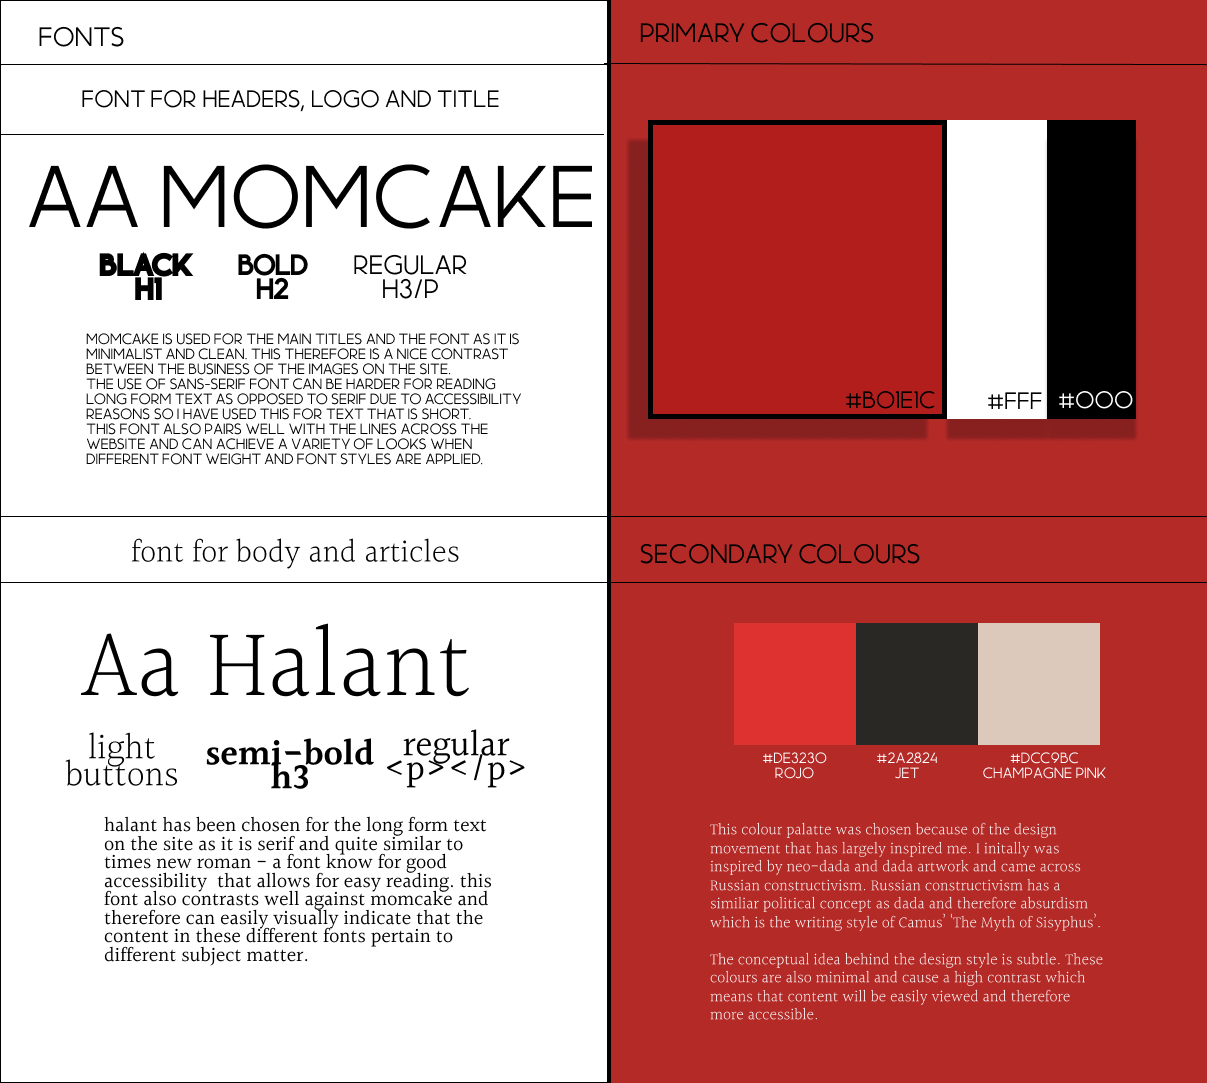 FONTS
FONT FOR HEADERS, LOGO AND TITLE
AA MOMCAKE
BLACK
H1
BOLD
H2
REGULAR
H3/P
MOMCAKE IS USED FOR THE MAIN TITLES AND THE FONT AS IT IS
MINIMALIST AND CLEAN. THIS THEREFORE IS A NICE CONTRAST
BETWEEN THE BUSINESS OF THE IMAGES ON THE SITE.
THE USE OF SANS-SERIF FONT CAN BE HARDER FOR READING
LONG FORM TEXT AS OPPOSED TO SERIF DUE TO ACCESSIBILITY
REASONS SO I HAVE USED THIS FOR TEXT THAT IS SHORT.
THIS FONT ALSO PAIRS WELL WITH THE LINES ACROSS THE
WEBSITE AND CAN ACHIEVE A VARIETY OF LOOKS WHEN
DIFFERENT FONT WEIGHT AND FONT STYLES ARE APPLIED.
font for body and articles
Aa Halant
light
buttons
semi-bold
h3
regular
<p></p>
halant has been chosen for the long form text
on the site as it is serif and quite similar to
times new roman - a font know for good
accessibility  that allows for easy reading. this
font also contrasts well against momcake and
therefore can easily visually indicate that the
content in these different fonts pertain to
different subject matter.
PRIMARY COLOURS
#B01E1C
#FFF
#000
SECONDARY COLOURS
#DE3230
ROJO
#2A2824
JET
#DCC9BC
CHAMPAGNE PINK
This colour palatte was chosen because of the design
movement that has largely inspired me. I initally was
inspired by neo-dada and dada artwork and came across
Russian constructivism. Russian constructivism has a
similiar political concept as dada and therefore absurdism
which is the writing style of Camus' 'The Myth of Sisyphus'.
The conceptual idea behind the design style is subtle. These
colours are also minimal and cause a high contrast which
means that content will be easily viewed and therefore
more accessible.